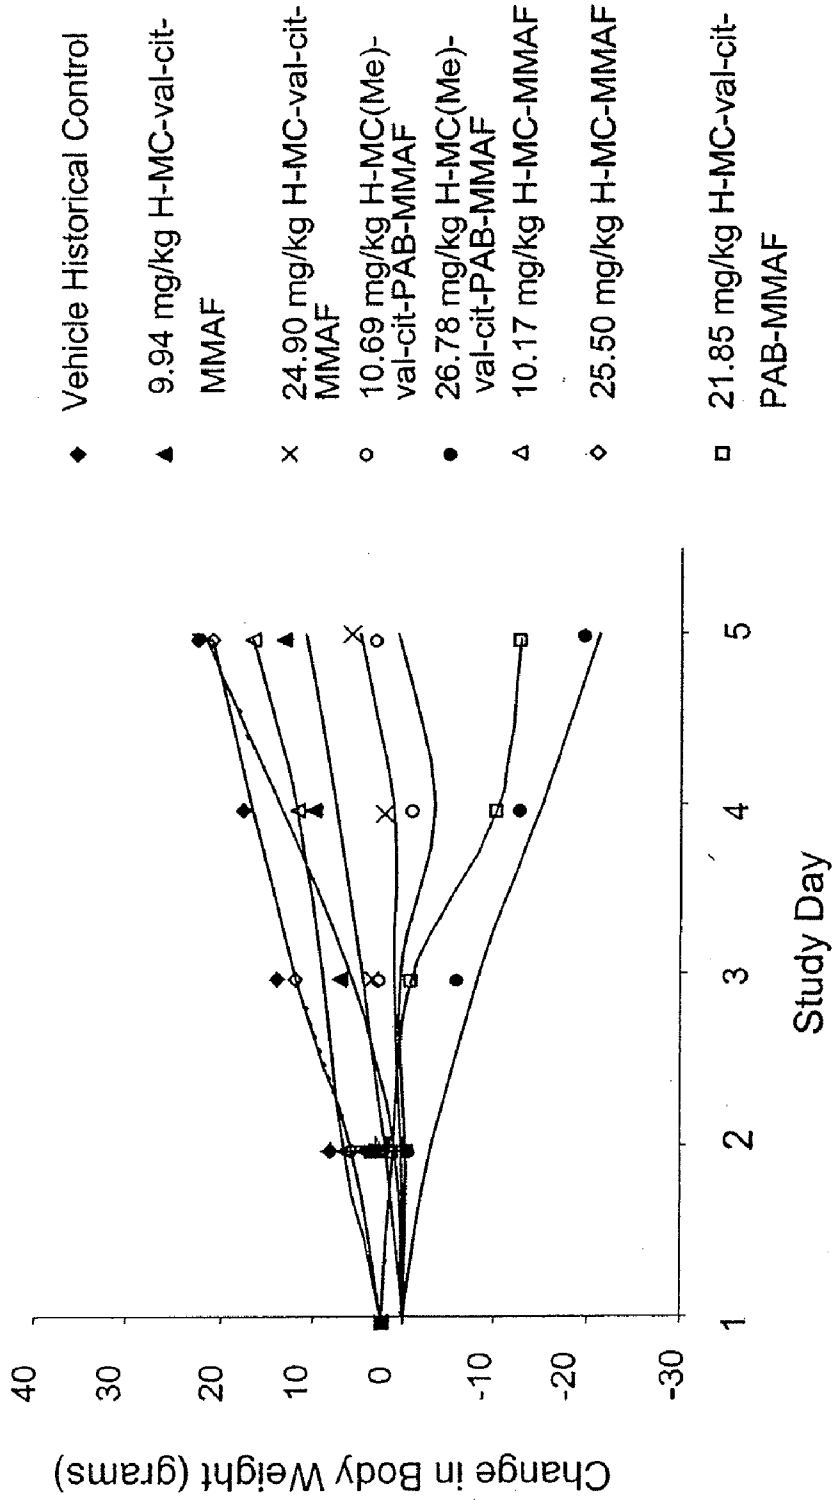 Change in Body Weight (grams)
40
30
20
10
0
-10
-20
-30
1
2
3
4
5
Study Day
Vehicle Historical Control
9.94 mg/kg H-MC-val-cit-
MMAF
24.90 mg/kg H-MC-val-cit-
MMAF
10.69 mg/kg H-MC(Me)-
val-cit-PAB-MMAF
26.78 mg/kg H-MC(Me)-
val-cit-PAB-MMAF
10.17 mg/kg H-MC-MMAF
25.50 mg/kg H-MC-MMAF
21.85 mg/kg H-MC-val-cit-
PAB-MMAF